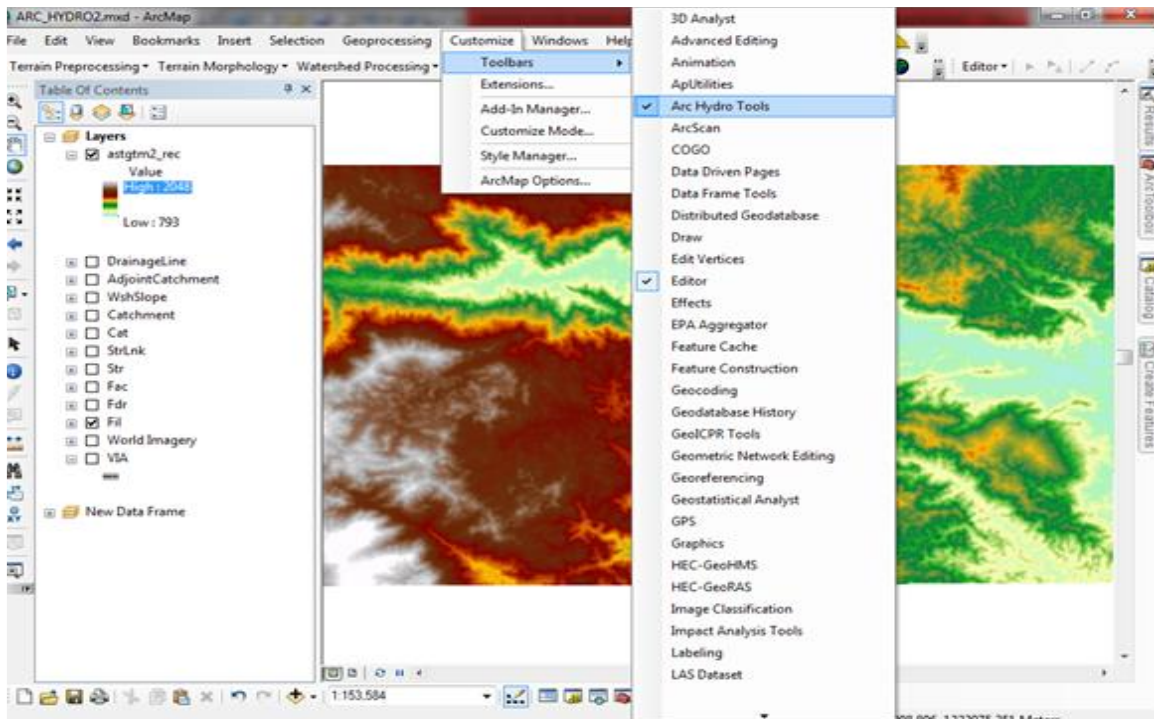 ARC_HYDRO2.mxd - ArcMap
File Edit View Bookmarks Insert Selection Geoprocessing Customize Windows Help
Terrain Preprocessing Terrain Morphology Watershed Processing
Editor
Table Of Contents
Layers
astgtm2_rec
Value
High : 2048
Low : 793
DrainageLine
AdjointCatchment
WshSlope
Catchment
Cat
StrLnk
Str
Fac
Fdr
Fil
World Imagery
VIA
New Data Frame
Toolbars
Extensions...
Add-In Manager...
Customize Mode...
Style Manager...
ArcMap Options...
3D Analyst
Advanced Editing
Animation
ApUtilities
Arc Hydro Tools
ArcScan
COGO
Data Driven Pages
Data Frame Tools
Distributed Geodatabase
Draw
Edit Vertices
Editor
Effects
EPA Aggregator
Feature Cache
Feature Construction
Geocoding
Geodatabase History
GeoICPR Tools
Geometric Network Editing
Georeferencing
Geostatistical Analyst
GPS
Graphics
HEC-GeoHMS
HEC-GeoRAS
Image Classification
Impact Analysis Tools
Labeling
LAS Dataset
Results
ArcToolbox
Catalog
Create Features
1:153,584